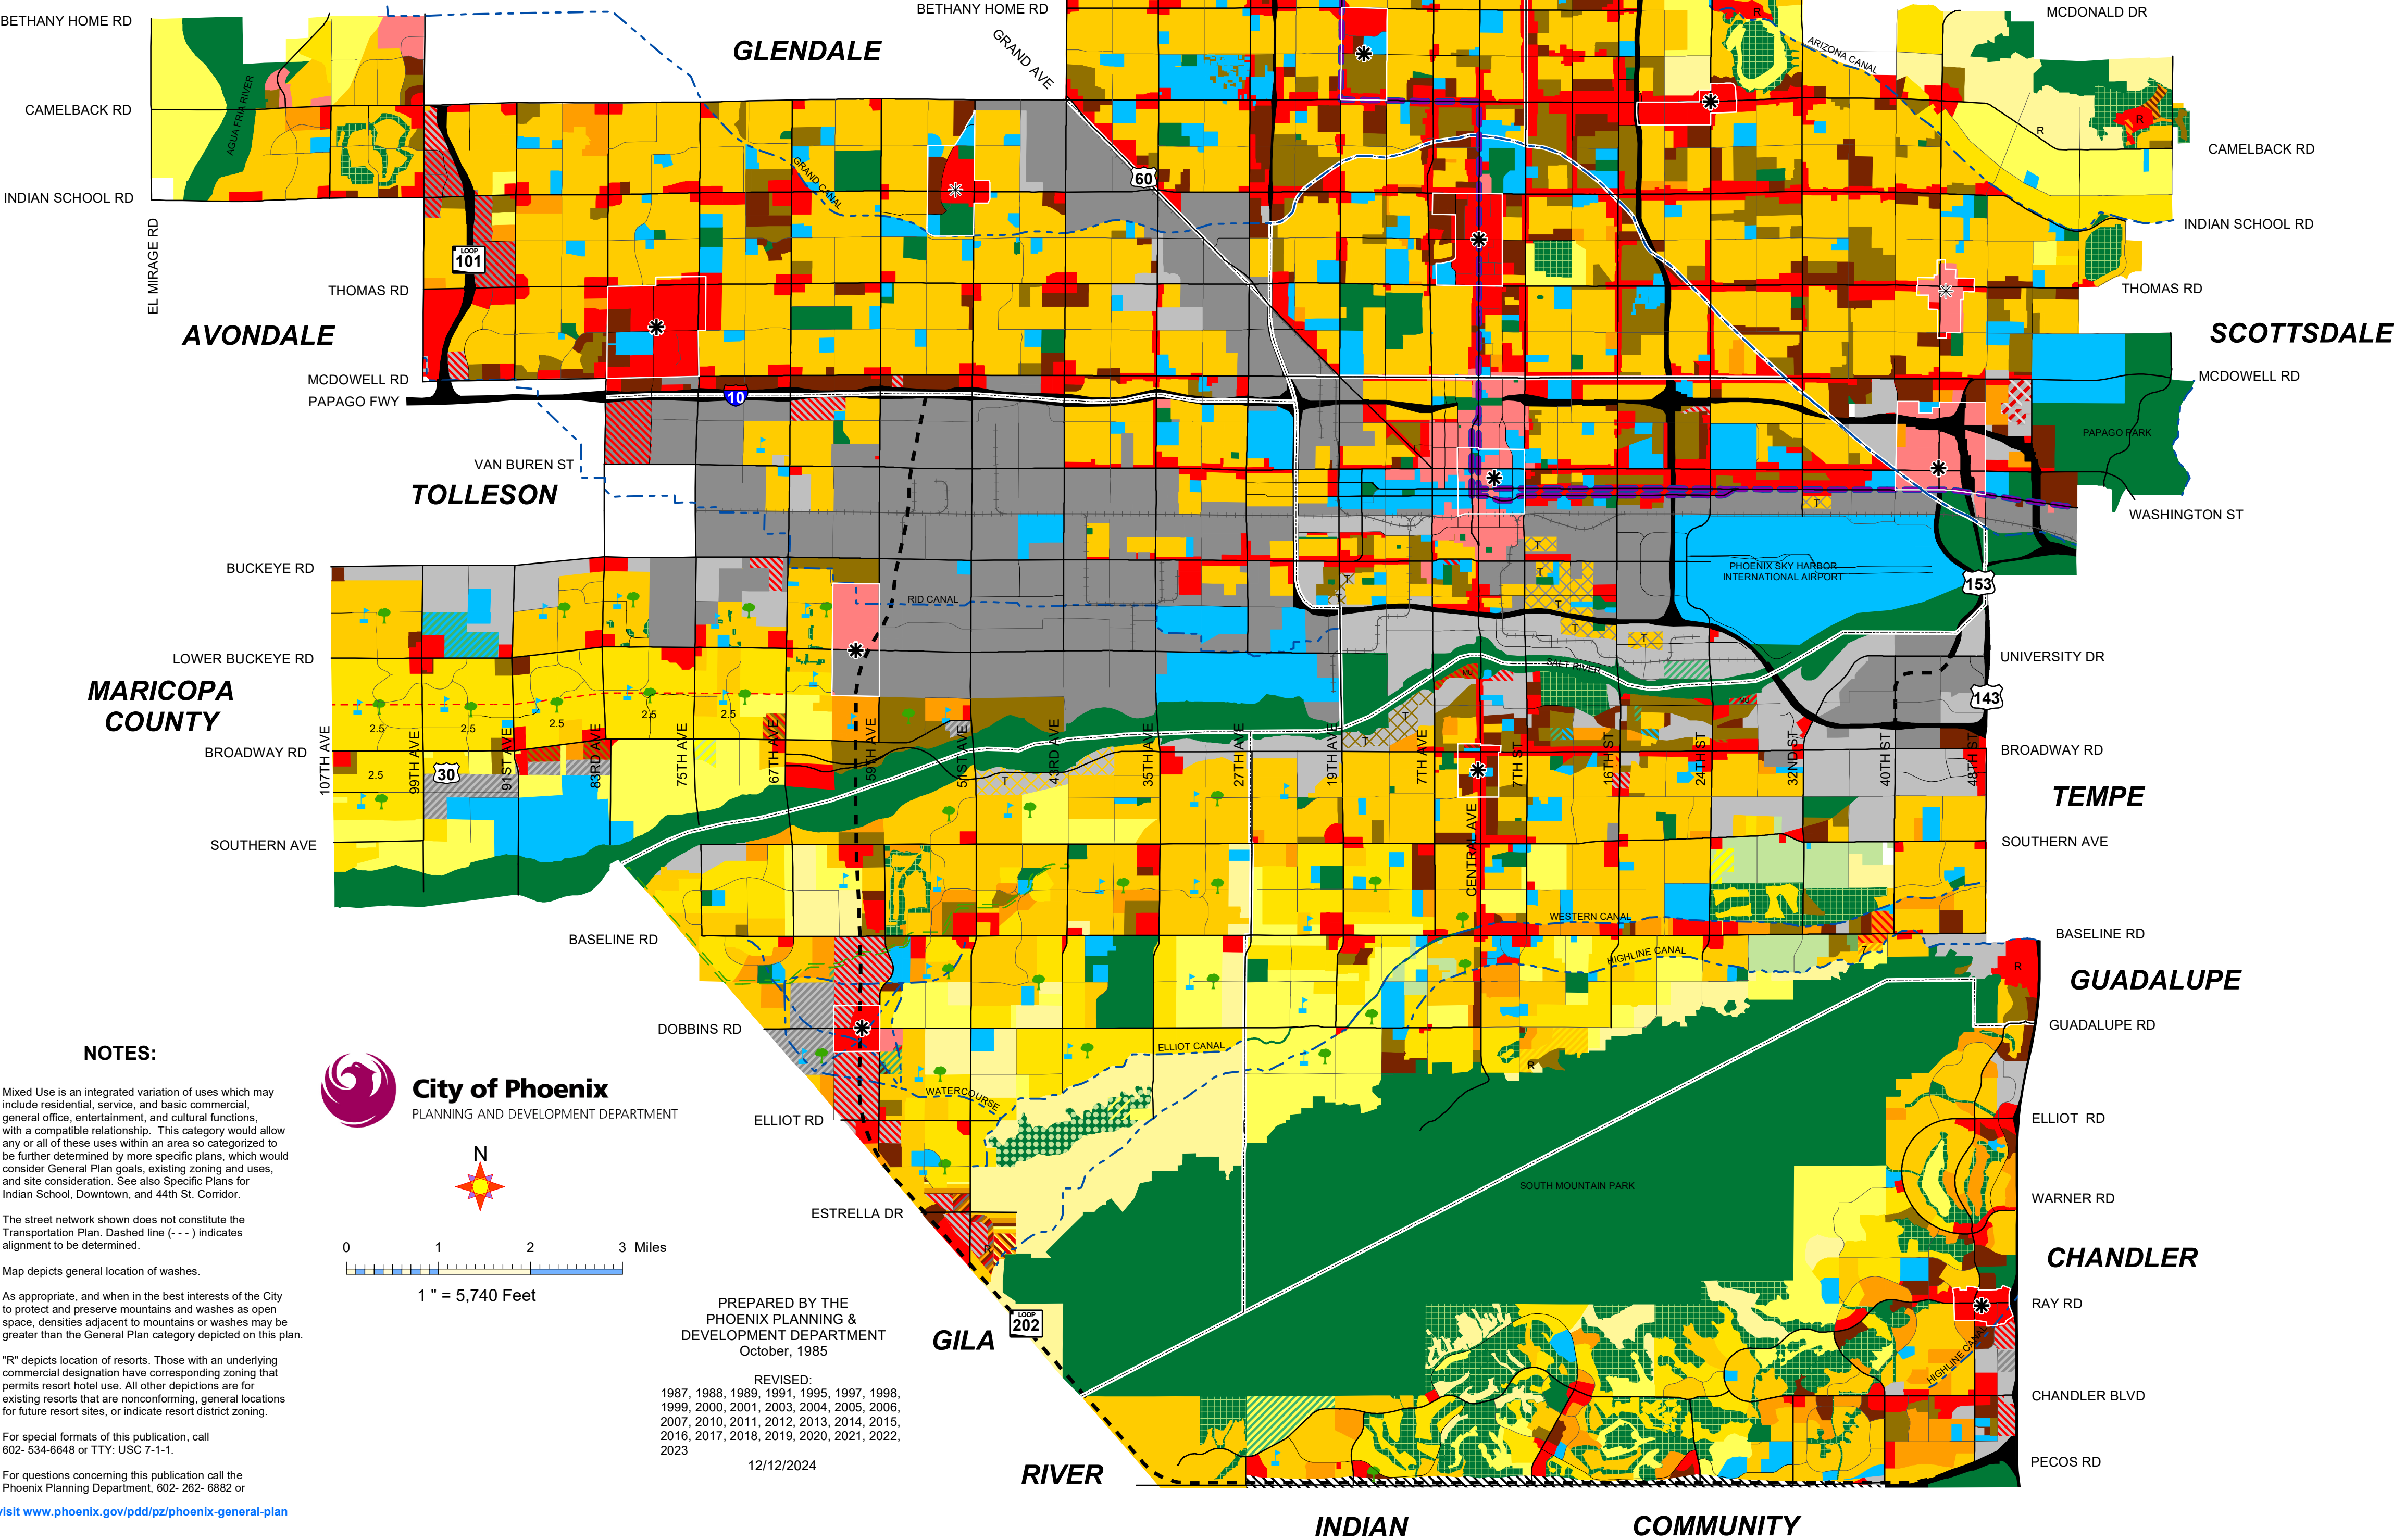 BETHANY HOME RD
BETHANY HOME RD
MCDONALD DR
GLENDALE
GRAND AVE
ARIZONA CANAL
R
CAMELBACK RD
AGUA FRIA RIVER
R
R
CAMELBACK RD
GRAND CANAL
60
INDIAN SCHOOL RD
INDIAN SCHOOL RD
EL MIRAGE RD
LOOP
101
THOMAS RD
THOMAS RD
AVONDALE
SCOTTSDALE
MCDOWELL RD
MCDOWELL RD
PAPAGO FWY
10
PAPAGO PARK
VAN BUREN ST
TOLLESON
T
WASHINGTON ST
T
BUCKEYE RD
PHOENIX SKY HARBOR
INTERNATIONAL AIRPORT
T
T
153
RID CANAL
T
T
T
LOWER BUCKEYE RD
UNIVERSITY DR
SALT RIVER
MARICOPA
COUNTY
143
2.5
2.5
2.5
2.5
2.5
T
T
BROADWAY RD
BROADWAY RD
107TH AVE
99TH AVE
91ST AVE
83RD AVE
75TH AVE
67TH AVE
59TH AVE
51ST AVE
43RD AVE
35TH AVE
27TH AVE
19TH AVE
7TH AVE
CENTRAL AVE
7TH ST
16TH ST
24TH ST
32ND ST
40TH ST
48TH ST
2.5
30
T
TEMPE
SOUTHERN AVE
SOUTHERN AVE
WESTERN CANAL
BASELINE RD
BASELINE RD
HIGHLINE CANAL
7
R
GUADALUPE
DOBBINS RD
GUADALUPE RD
ELLIOT CANAL
R
WATERCOURSE
ELLIOT RD
ELLIOT RD
SOUTH MOUNTAIN PARK
WARNER RD
ESTRELLA DR
R
CHANDLER
RAY RD
LOOP
202
GILA
HIGHLINE CANAL
CHANDLER BLVD
PECOS RD
RIVER
INDIAN
COMMUNITY
NOTES:
Mixed Use is an integrated variation of uses which may
include residential, service, and basic commercial,
general office, entertainment, and cultural functions,
with a compatible relationship. This category would allow
any or all of these uses within an area so categorized to
be further determined by more specific plans, which would
consider General Plan goals, existing zoning and uses,
and site consideration. See also Specific Plans for
Indian School, Downtown, and 44th St. Corridor.
The street network shown does not constitute the
Transportation Plan. Dashed line (- - - ) indicates
alignment to be determined.
Map depicts general location of washes.
As appropriate, and when in the best interests of the City
to protect and preserve mountains and washes as open
space, densities adjacent to mountains or washes may be
greater than the General Plan category depicted on this plan.
"R" depicts location of resorts. Those with an underlying
commercial designation have corresponding zoning that
permits resort hotel use. All other depictions are for
existing resorts that are nonconforming, general locations
for future resort sites, or indicate resort district zoning.
For special formats of this publication, call
602- 534-6648 or TTY: USC 7-1-1.
For questions concerning this publication call the
Phoenix Planning Department, 602- 262- 6882 or
visit www.phoenix.gov/pdd/pz/phoenix-general-plan
City of Phoenix
PLANNING AND DEVELOPMENT DEPARTMENT
N
0 1 2 3 Miles
1 " = 5,740 Feet
PREPARED BY THE
PHOENIX PLANNING &
DEVELOPMENT DEPARTMENT
October, 1985
REVISED:
1987, 1988, 1989, 1991, 1995, 1997, 1998,
1999, 2000, 2001, 2003, 2004, 2005, 2006,
2007, 2010, 2011, 2012, 2013, 2014, 2015,
2016, 2017, 2018, 2019, 2020, 2021, 2022,
2023
12/12/2024